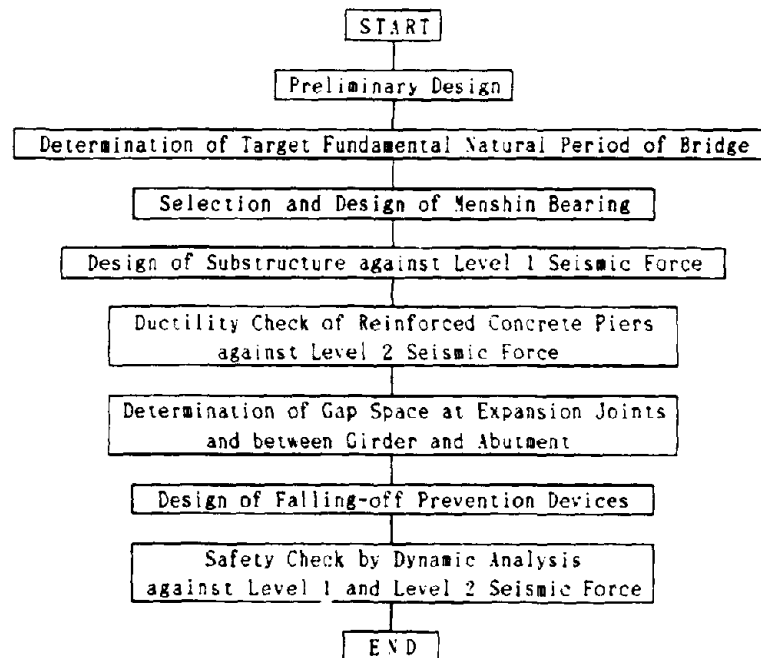 START
Preliminary Design
Determination of Target Fundamental Natural Period of Bridge
Selection and Design of Menshin Bearing
Design of Substructure against Level 1 Seismic Force
Ductility Check of Reinforced Concrete Piers
against Level 2 Seismic Force
Determination of Gap Space at Expansion Joints
and between Girder and Abutment
Design of Falling-off Prevention Devices
Safety Check by Dynamic Analysis
against Level 1 and Level 2 Seismic Force
END